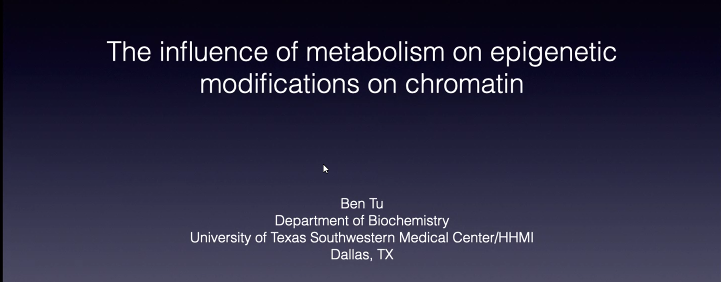 The influence of metabolism on epigenetic
modifications on chromatin
Ben Tu
Department of Biochemistry
University of Texas Southwestern Medical Center/HHMI
Dallas, TX